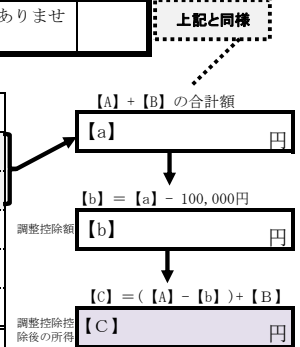 ありませ
上記と同様
【A】+【B】の合計額
【a】
円
【b】＝【a】- 100,000円
調整控除額
【b】
円
【C】＝(【A】-【b】)+【B】
調整控除控
除後の所得
【C】
円